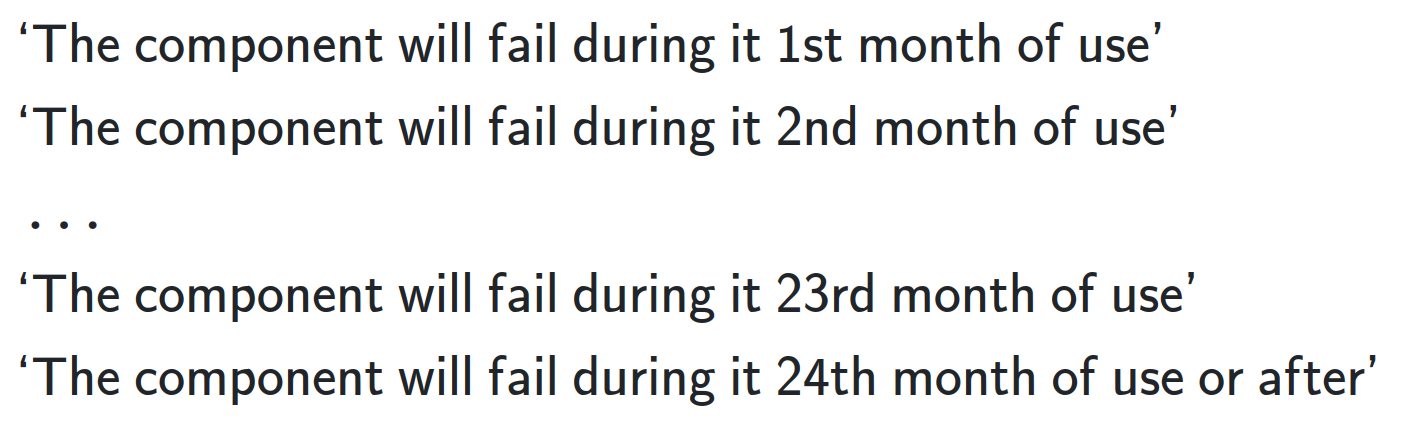 ‘The component will fail during it 1st month of use’
‘The component will fail during it 2nd month of use’
...
‘The component will fail during it 23rd month of use’
‘The component will fail during it 24th month of use or after’